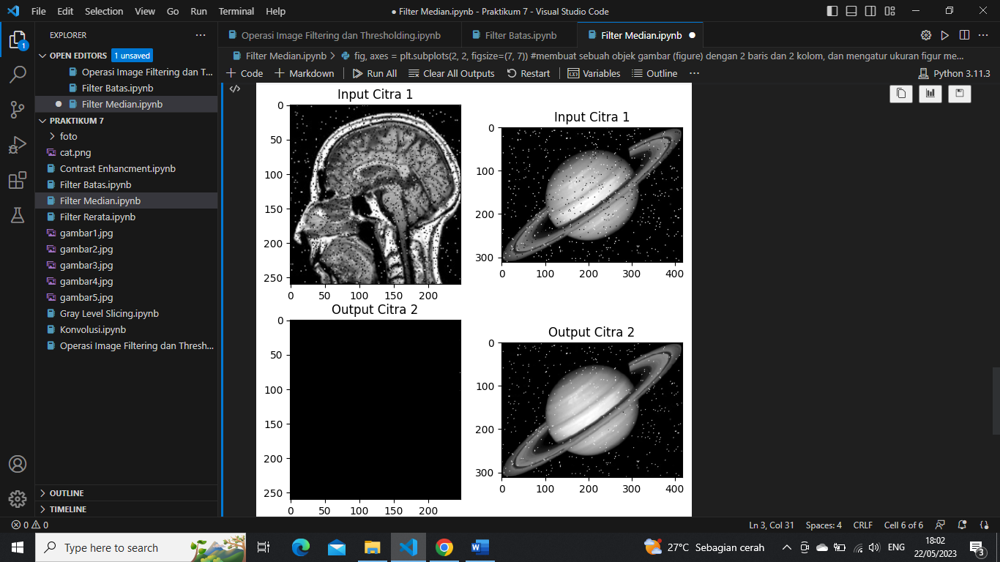 File Edit Selection View Go Run Terminal Help ● Filter Median.ipynb - Praktikum 7 - Visual Studio Code
EXPLORER
OPEN EDITORS 1 unsaved
Operasi Image Filtering dan T...
Filter Batas.ipynb
Filter Median.ipynb
PRAKTIKUM 7
foto
cat.png
Contrast Enhancment.ipynb
Filter Batas.ipynb
Filter Median.ipynb
Filter Rerata.ipynb
gambar1.jpg
gambar2.jpg
gambar3.jpg
gambar4.jpg
gambar5.jpg
Gray Level Slicing.ipynb
Konvolusi.ipynb
Operasi Image Filtering dan Thresh...
OUTLINE
TIMELINE
1
Operasi Image Filtering dan Thresholding.ipynb Filter Batas.ipynb Filter Median.ipynb
Filter Median.ipynb > fig, axes = plt.subplots(2, 2, figsize=(7, 7)) #membuat sebuah objek gambar (figure) dengan 2 baris dan 2 kolom, dan mengatur ukuran figur me...
+ Code + Markdown Run All Clear All Outputs Restart Variables Outline ... Python 3.11.3
Input Citra 1
0
50
100
150
200
250
0 50 100 150 200
Input Citra 1
0
100
200
300
0 100 200 300 400
Output Citra 2
0
50
100
150
200
250
0 50 100 150 200
Output Citra 2
0
100
200
300
0 100 200 300 400
0 0 Ln 3, Col 31 Spaces: 4 CRLF Cell 6 of 6
Type here to search 27°C Sebagian cerah ENG
18:02
22/05/2023
3